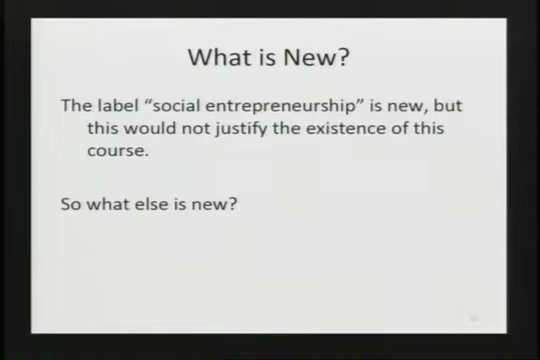 What is New?
The label “social entrepreneurship” is new, but
this would not justify the existence of this
course.
So what else is new?